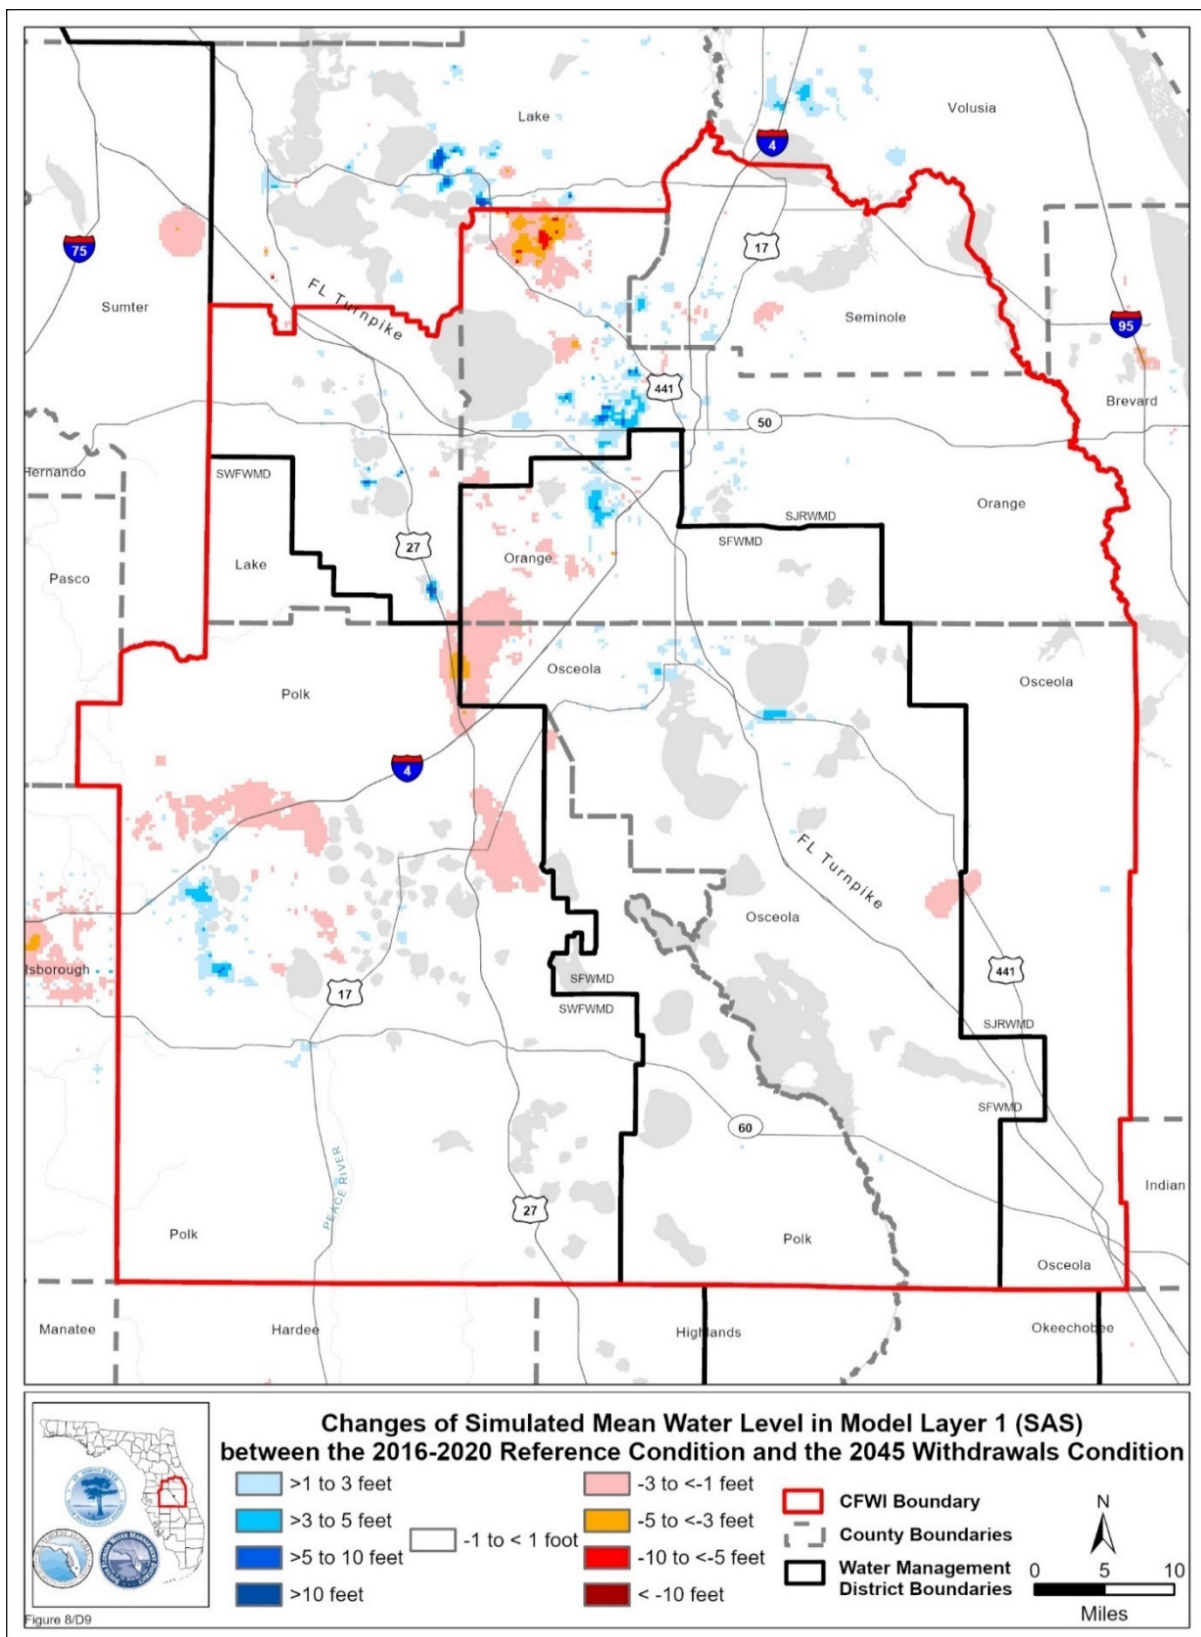 Lake
Volusia
4
75
17
Sumter
FL Turnpike
Seminole
95
441
Brevard
50
Hernando
SWFWMD
Orange
SJRWMD
SFWMD
27
Orange
Lake
Pasco
Osceola
Osceola
Polk
4
FL Turnpike
Osceola
lsborough
441
SFWMD
17
SWFWMD
SJRWMD
SFWMD
60
PEACE RIVER
Indian
27
Polk
Polk
Osceola
Manatee
Hardee
Highlands
Okeechobee
Changes of Simulated Mean Water Level in Model Layer 1 (SAS)
between the 2016-2020 Reference Condition and the 2045 Withdrawals Condition
>1 to 3 feet
>3 to 5 feet
>5 to 10 feet
>10 feet
-1 to < 1 foot
-3 to <-1 feet
-5 to <-3 feet
-10 to <-5 feet
< -10 feet
CFWI Boundary
County Boundaries
Water Management
District Boundaries
N
0 5 10
Miles
Figure 8/D9